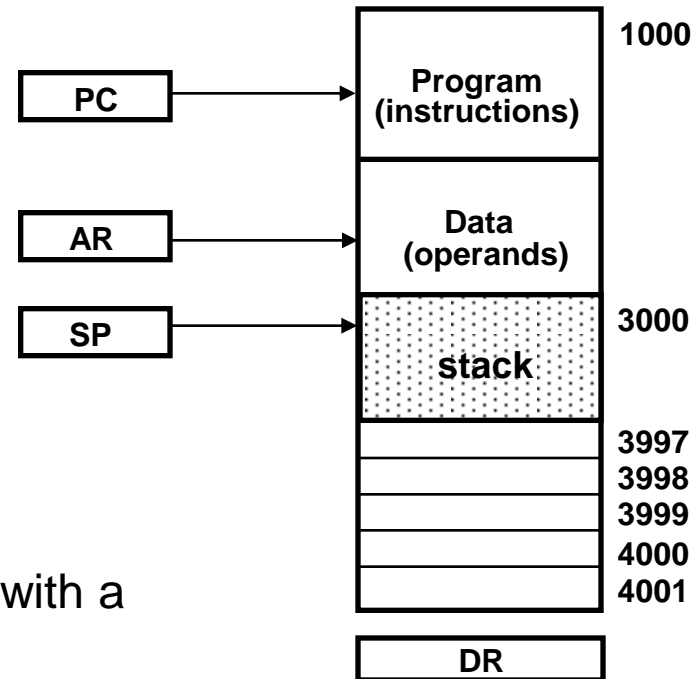 1000
Program
(instructions)
PC
Data
(operands)
AR
3000
SP
stack
3997
3998
3999
4000
4001
with a
DR